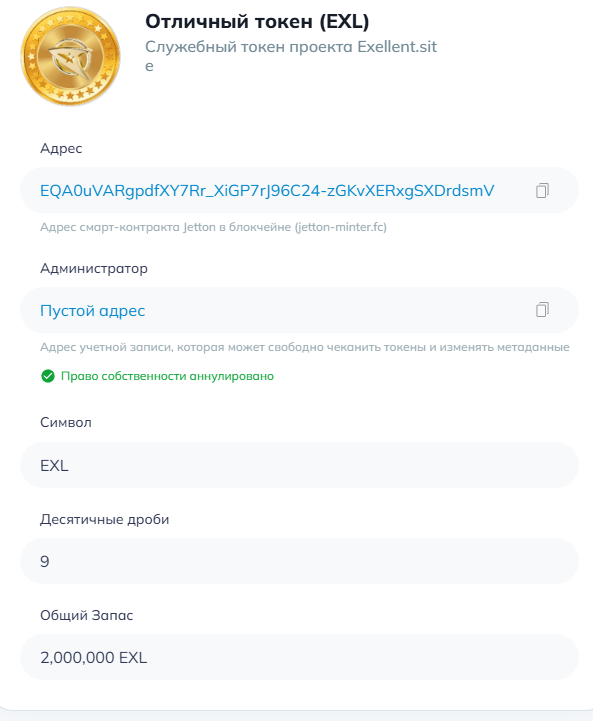 Отличный токен (EXL)
Служебный токен проекта Exellent.sit
e
Адрес
EQA0uVARgpdfXY7Rr_XiGP7rJ96C24-zGKvXERxgSXDrdsmV
Адрес смарт-контракта Jetton в блокчейне (jetton-minter.fc)
Администратор
Пустой адрес
Адрес учетной записи, которая может свободно чеканить токены и изменять метаданные
Право собственности аннулировано
Символ
EXL
Десятичные дроби
9
Общий Запас
2,000,000 EXL